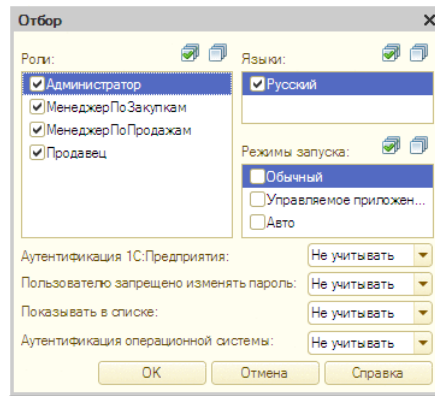 Отбор
Роли:
Администратор
МенеджерПоЗакупкам
МенеджерПоПродажам
Продавец
Языки:
Русский
Режимы запуска:
Обычный
Управляемое приложен...
Авто
Аутентификация 1С:Предприятия: Не учитывать
Пользователю запрещено изменять пароль: Не учитывать
Показывать в списке: Не учитывать
Аутентификация операционной системы: Не учитывать
ОК Отмена Справка